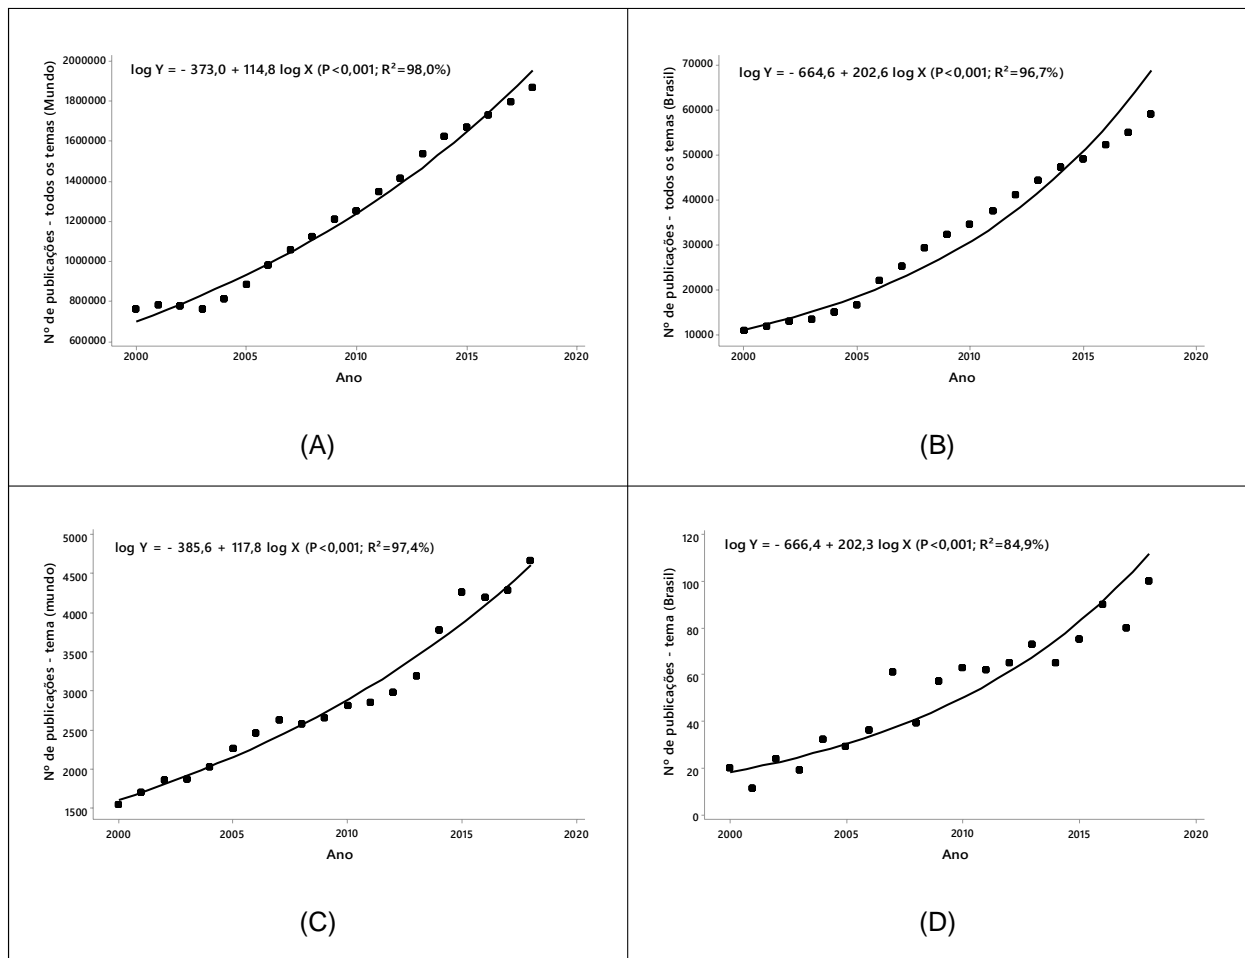 log Y = - 373,0 + 114,8 log X (P<0,001; R²=98,0%)
Nº de publicações - todos os temas (Mundo)
2000000
1800000
1600000
1400000
1200000
1000000
800000
600000
2000 2005 2010 2015 2020
Ano
(A)
log Y = - 664,6 + 202,6 log X (P<0,001; R²=96,7%)
Nº de publicações - todos os temas (Brasil)
70000
60000
50000
40000
30000
20000
10000
2000 2005 2010 2015 2020
Ano
(B)
log Y = - 385,6 + 117,8 log X (P<0,001; R²=97,4%)
Nº de publicações - tema (mundo)
5000
4500
4000
3500
3000
2500
2000
1500
2000 2005 2010 2015 2020
Ano
(C)
log Y = - 666,4 + 202,3 log X (P<0,001; R²=84,9%)
Nº de publicações - tema (Brasil)
120
100
80
60
40
20
0
2000 2005 2010 2015 2020
Ano
(D)